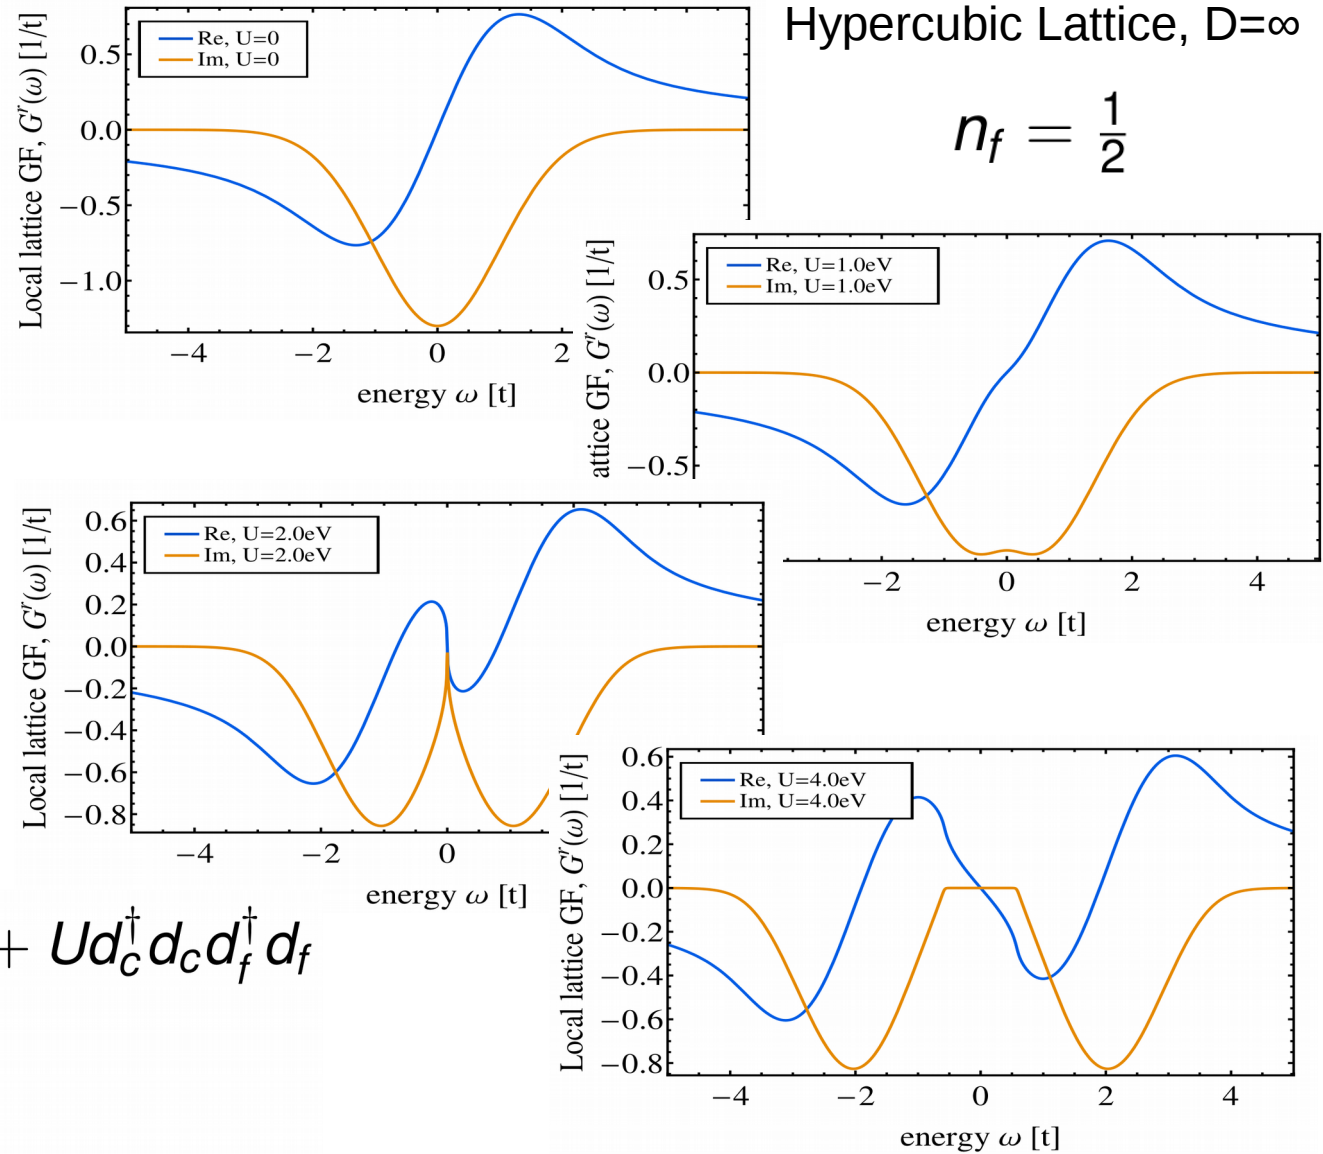 Hypercubic Lattice, D=∞
n_f = 1/2
Local lattice GF, G^r(ω) [1/t]
Re, U=0
Im, U=0
0.5
0.0
−0.5
−1.0
−4 −2 0 2
energy ω [t]
attice GF, G^r(ω) [1/t]
Re, U=1.0eV
Im, U=1.0eV
0.5
0.0
−0.5
−2 0 2 4
energy ω [t]
Local lattice GF, G^r(ω) [1/t]
Re, U=2.0eV
Im, U=2.0eV
0.6
0.4
0.2
0.0
−0.2
−0.4
−0.6
−0.8
−4 −2 0
energy ω [t]
Local lattice GF, G^r(ω) [1/t]
Re, U=4.0eV
Im, U=4.0eV
0.6
0.4
0.2
0.0
−0.2
−0.4
−0.6
−0.8
−4 −2 0 2 4
energy ω [t]
+ Ud_c^†d_cd_f^†d_f